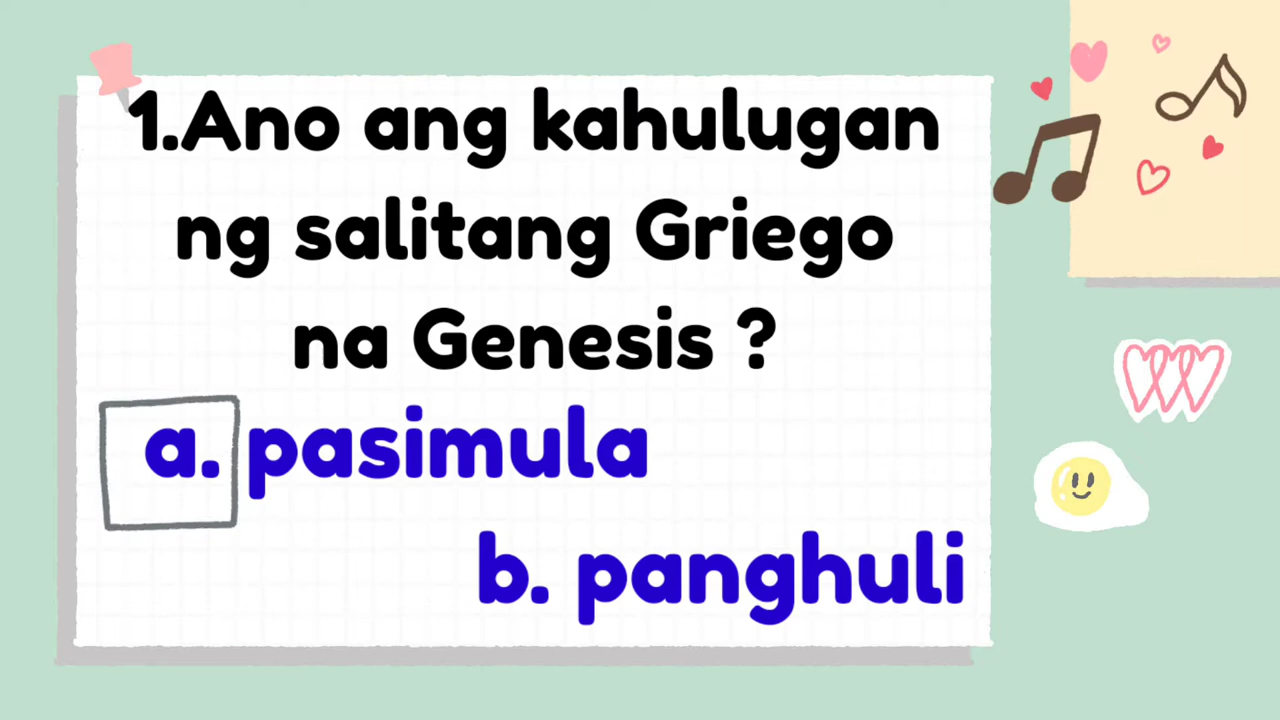 1.Ano ang kahulugan
ng salitang Griego
na Genesis ?
a. pasimula
b. panghuli